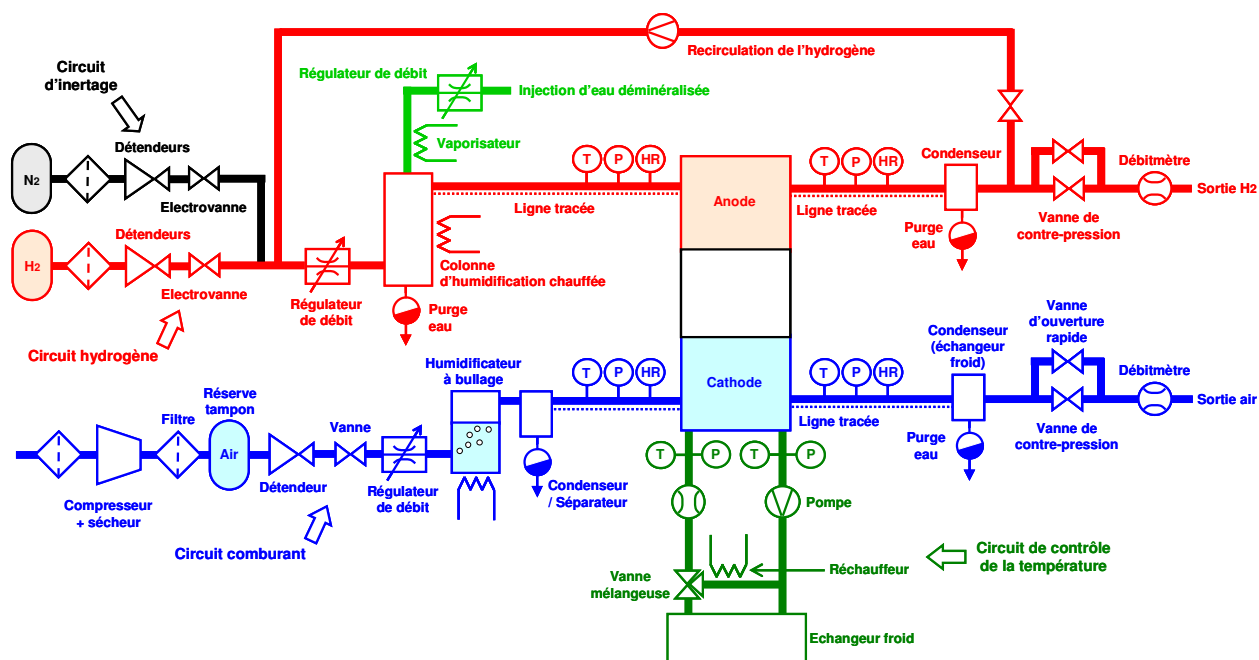 Recirculation de l’hydrogène
Circuit
d’inertage
Régulateur de débit
Injection d’eau déminéralisée
Vaporisateur
Détendeurs
N2
Electrovanne
T
P
HR
Ligne tracée
Anode
T
P
HR
Ligne tracée
Condenseur
Purge
eau
Débitmètre
Sortie H2
Vanne de
contre-pression
Détendeurs
H2
Electrovanne
Circuit hydrogène
Régulateur
de débit
Colonne
d’humidification chauffée
Purge
eau
Humidificateur
à bullage
T
P
HR
Ligne tracée
Cathode
T
P
HR
Ligne tracée
Condenseur
(échangeur
froid)
Purge
eau
Vanne
d’ouverture
rapide
Débitmètre
Sortie air
Vanne de
contre-pression
Réserve
tampon
Filtre
Air
Vanne
Compresseur
+ sécheur
Détendeur
Régulateur
de débit
Condenseur
/ Séparateur
Circuit comburant
T
P
T
P
Pompe
Réchauffeur
Vanne
mélangeuse
Circuit de contrôle
de la température
Echangeur froid